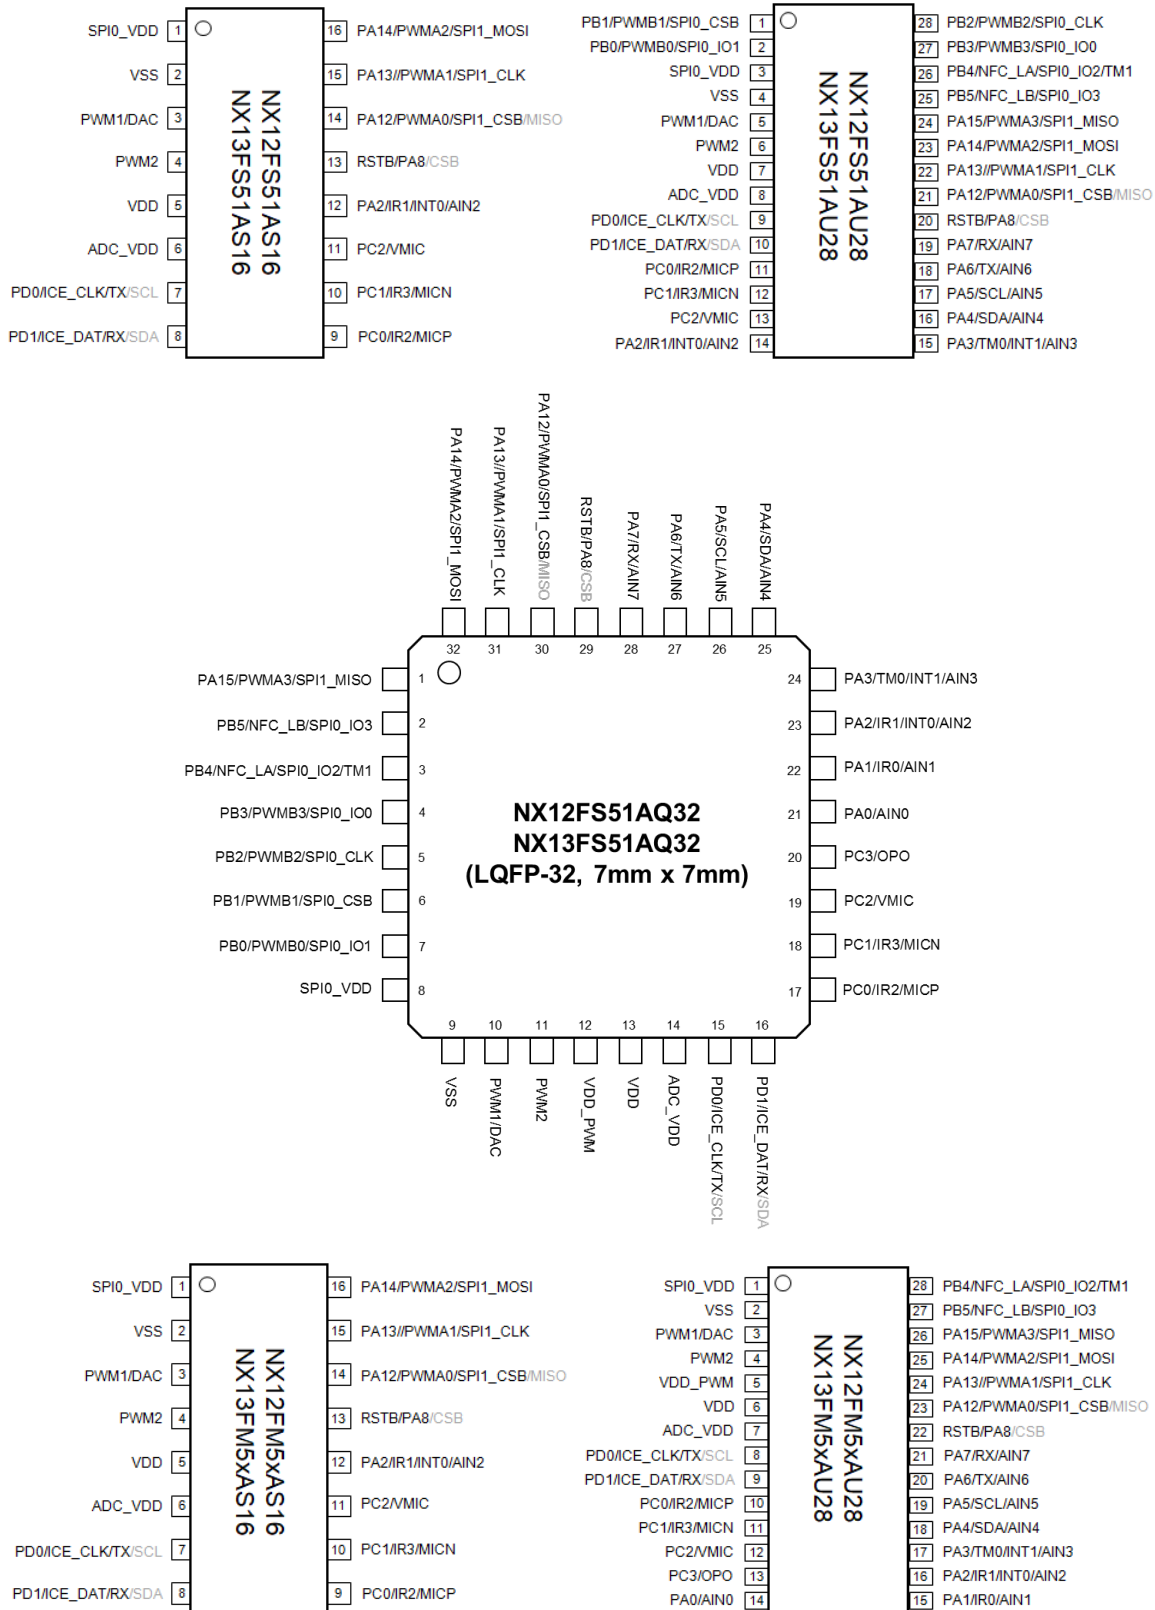 SPI0_VDD 1 16 PA14/PWMA2/SPI1_MOSI
VSS 2 15 PA13//PWMA1/SPI1_CLK
PWM1/DAC 3 14 PA12/PWMA0/SPI1_CSB/MISO
PWM2 4 13 RSTB/PA8/CSB
VDD 5 12 PA2/IR1/INT0/AIN2
ADC_VDD 6 11 PC2/VMIC
PD0/ICE_CLK/TX/SCL 7 10 PC1/IR3/MICN
PD1/ICE_DAT/RX/SDA 8 9 PC0/IR2/MICP
NX12FS51AS16
NX13FS51AS16
PB1/PWMB1/SPI0_CSB 1 28 PB2/PWMB2/SPI0_CLK
PB0/PWMB0/SPI0_IO1 2 27 PB3/PWMB3/SPI0_IO0
SPI0_VDD 3 26 PB4/NFC_LA/SPI0_IO2/TM1
VSS 4 25 PB5/NFC_LB/SPI0_IO3
PWM1/DAC 5 24 PA15/PWMA3/SPI1_MISO
PWM2 6 23 PA14/PWMA2/SPI1_MOSI
VDD 7 22 PA13//PWMA1/SPI1_CLK
ADC_VDD 8 21 PA12/PWMA0/SPI1_CSB/MISO
PD0/ICE_CLK/TX/SCL 9 20 RSTB/PA8/CSB
PD1/ICE_DAT/RX/SDA 10 19 PA7/RX/AIN7
PC0/IR2/MICP 11 18 PA6/TX/AIN6
PC1/IR3/MICN 12 17 PA5/SCL/AIN5
PC2/VMIC 13 16 PA4/SDA/AIN4
PA2/IR1/INT0/AIN2 14 15 PA3/TM0/INT1/AIN3
NX12FS51AU28
NX13FS51AU28
PA14/PWMA2/SPI1_MOSI
PA13//PWMA1/SPI1_CLK
PA12/PWMA0/SPI1_CSB/MISO
RSTB/PA8/CSB
PA7/RX/AIN7
PA6/TX/AIN6
PA5/SCL/AIN5
PA4/SDA/AIN4
32 31 30 29 28 27 26 25
PA15/PWMA3/SPI1_MISO 1 24 PA3/TM0/INT1/AIN3
PB5/NFC_LB/SPI0_IO3 2 23 PA2/IR1/INT0/AIN2
PB4/NFC_LA/SPI0_IO2/TM1 3 22 PA1/IR0/AIN1
PB3/PWMB3/SPI0_IO0 4 21 PA0/AIN0
PB2/PWMB2/SPI0_CLK 5 20 PC3/OPO
PB1/PWMB1/SPI0_CSB 6 19 PC2/VMIC
PB0/PWMB0/SPI0_IO1 7 18 PC1/IR3/MICN
SPI0_VDD 8 17 PC0/IR2/MICP
NX12FS51AQ32
NX13FS51AQ32
(LQFP-32, 7mm x 7mm)
9 10 11 12 13 14 15 16
VSS
PWM1/DAC
PWM2
VDD_PWM
VDD
ADC_VDD
PD0/ICE_CLK/TX/SCL
PD1/ICE_DAT/RX/SDA
SPI0_VDD 1 16 PA14/PWMA2/SPI1_MOSI
VSS 2 15 PA13//PWMA1/SPI1_CLK
PWM1/DAC 3 14 PA12/PWMA0/SPI1_CSB/MISO
PWM2 4 13 RSTB/PA8/CSB
VDD 5 12 PA2/IR1/INT0/AIN2
ADC_VDD 6 11 PC2/VMIC
PD0/ICE_CLK/TX/SCL 7 10 PC1/IR3/MICN
PD1/ICE_DAT/RX/SDA 8 9 PC0/IR2/MICP
NX12FM5xAS16
NX13FM5xAS16
SPI0_VDD 1 28 PB4/NFC_LA/SPI0_IO2/TM1
VSS 2 27 PB5/NFC_LB/SPI0_IO3
PWM1/DAC 3 26 PA15/PWMA3/SPI1_MISO
PWM2 4 25 PA14/PWMA2/SPI1_MOSI
VDD_PWM 5 24 PA13//PWMA1/SPI1_CLK
VDD 6 23 PA12/PWMA0/SPI1_CSB/MISO
ADC_VDD 7 22 RSTB/PA8/CSB
PD0/ICE_CLK/TX/SCL 8 21 PA7/RX/AIN7
PD1/ICE_DAT/RX/SDA 9 20 PA6/TX/AIN6
PC0/IR2/MICP 10 19 PA5/SCL/AIN5
PC1/IR3/MICN 11 18 PA4/SDA/AIN4
PC2/VMIC 12 17 PA3/TM0/INT1/AIN3
PC3/OPO 13 16 PA2/IR1/INT0/AIN2
PA0/AIN0 14 15 PA1/IR0/AIN1
NX12FM5xAU28
NX13FM5xAU28